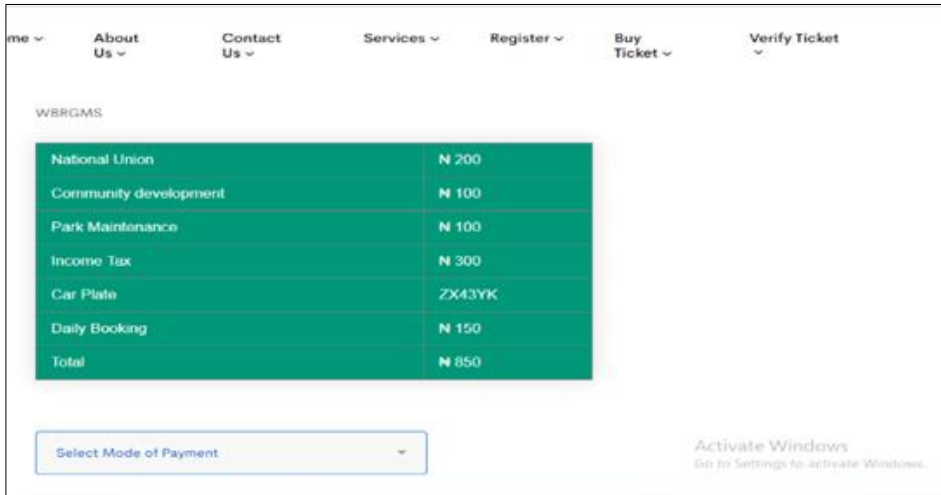 me
About Us
Contact Us
Services
Register
Buy Ticket
Verify Ticket
WBRGMS
National Union ₦ 200
Community development ₦ 100
Park Maintenance ₦ 100
Income Tax ₦ 300
Car Plate ZX43YK
Daily Booking ₦ 150
Total ₦ 850
Select Mode of Payment
Activate Windows
Go to Settings to activate Windows.